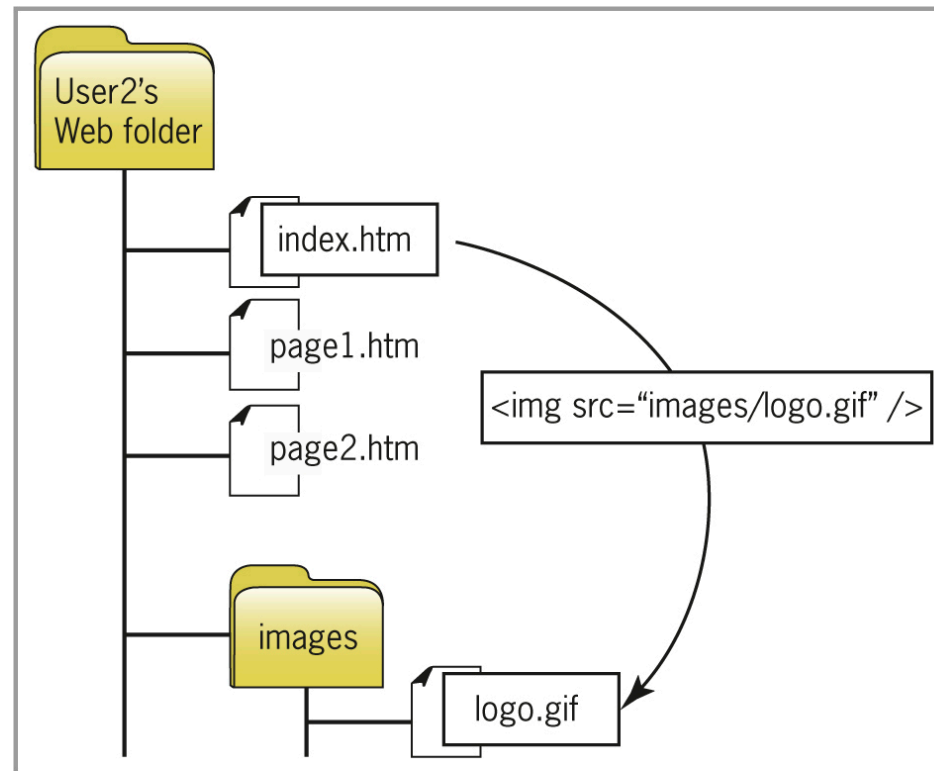 User2's
Web folder
index.htm
page1.htm
<img src=“images/logo.gif” />
page2.htm
images
logo.gif